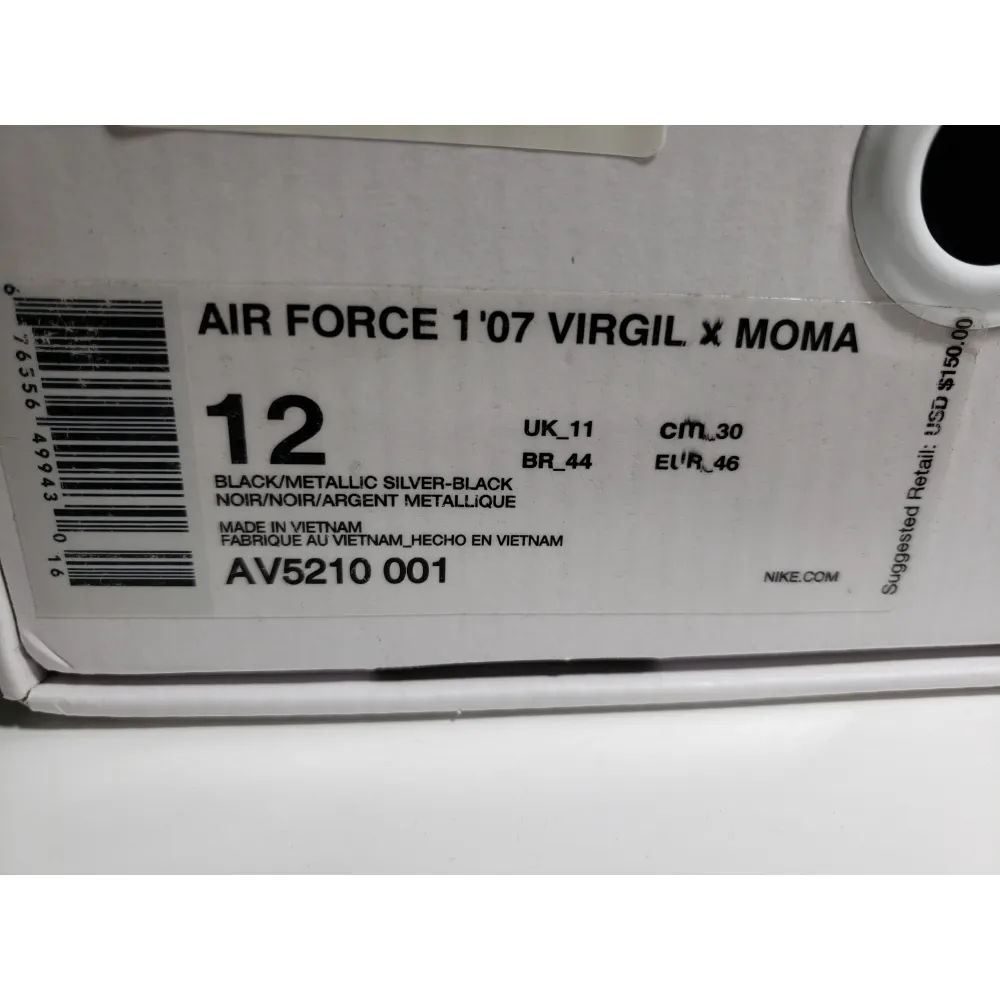 AIR FORCE 1 '07 VIRGIL X MOMA
12
UK_11 CM_30
BR_44 EUR_46
BLACK/METALLIC SILVER-BLACK
NOIR/NOIR/ARGENT METALLIQUE
MADE IN VIETNAM
FABRIQUE AU VIETNAM_HECHO EN VIETNAM
AV5210 001
NIKE.COM
Suggested Retail: USD $150.00
6 76556 49943 0 16